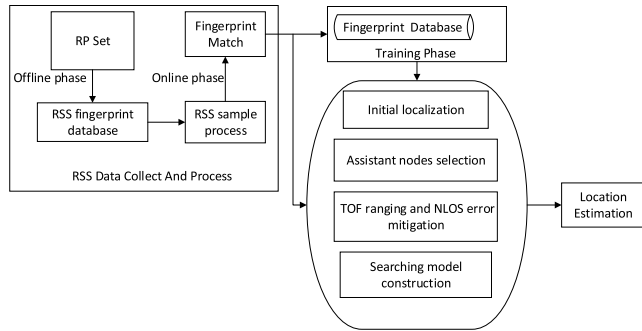 RP Set
Fingerprint
Match
Offline phase
Online phase
RSS fingerprint
database
RSS sample
process
RSS Data Collect And Process
Fingerprint Database
Training Phase
Initial localization
Assistant nodes selection
TOF ranging and NLOS error
mitigation
Searching model
construction
Location
Estimation